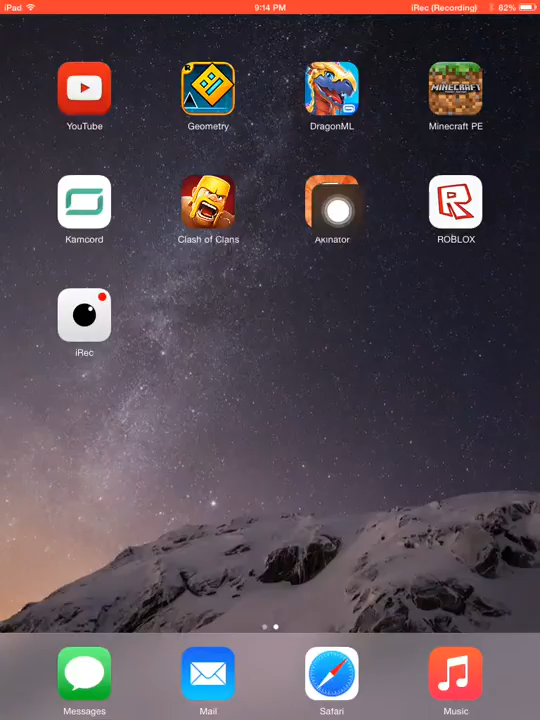 iPad 9:14 PM iRec (Recording) 82%
YouTube Geometry DragonML Minecraft PE
MINECRAFT
Kamcord Clash of Clans Akinator ROBLOX
iRec
Messages Mail Safari Music